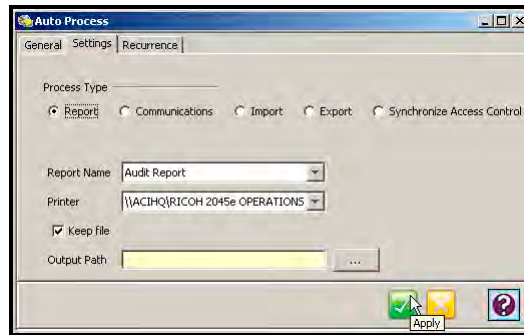 Auto Process
General Settings Recurrence
Process Type
Report Communications Import Export Synchronize Access Control
Report Name Audit Report
Printer \\ACIHQ\RICOH 2045e OPERATIONS
Keep file
Output Path ...
?
Apply